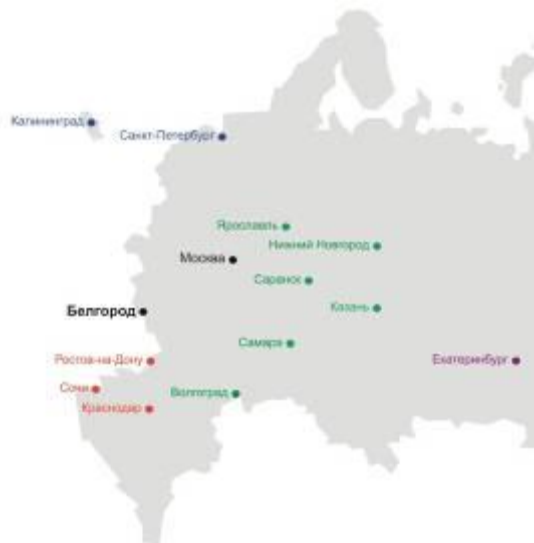 Калининград
Санкт-Петербург
Ярославль
Нижний Новгород
Москва
Саранск
Казань
Белгород
Самара
Ростов-на-Дону
Екатеринбург
Сочи
Волгоград
Краснодар